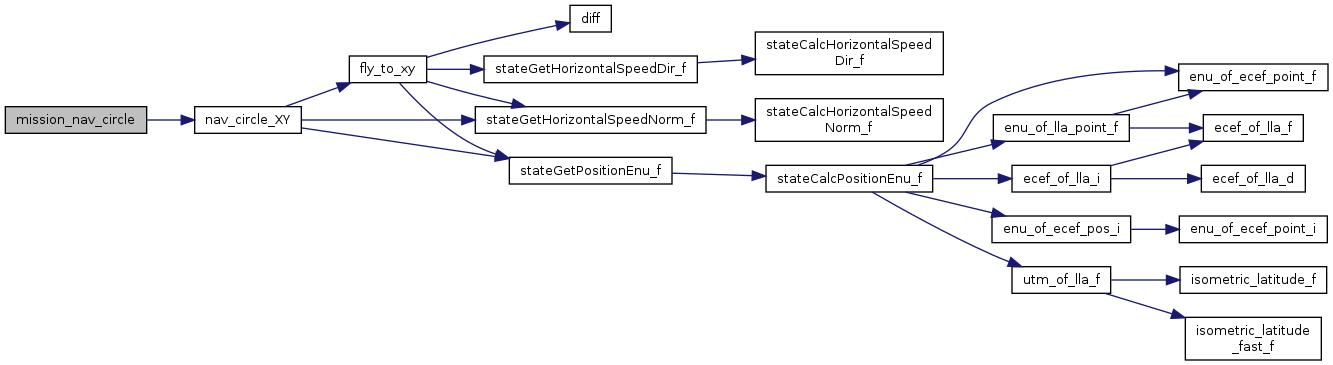 mission_nav_circle
nav_circle_XY
fly_to_xy
diff
stateGetHorizontalSpeedDir_f
stateGetHorizontalSpeedNorm_f
stateGetPositionEnu_f
stateCalcHorizontalSpeed
Dir_f
stateCalcHorizontalSpeed
Norm_f
stateCalcPositionEnu_f
enu_of_lla_point_f
ecef_of_lla_i
enu_of_ecef_pos_i
utm_of_lla_f
enu_of_ecef_point_f
ecef_of_lla_f
ecef_of_lla_d
enu_of_ecef_point_i
isometric_latitude_f
isometric_latitude
_fast_f